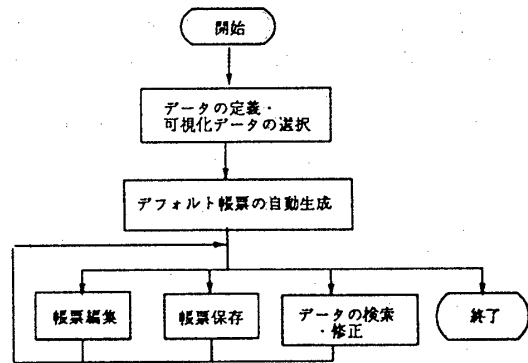 開始
データの定義・
可視化データの選択
デフォルト帳票の自動生成
帳票編集
帳票保存
データの検索
・修正
終了